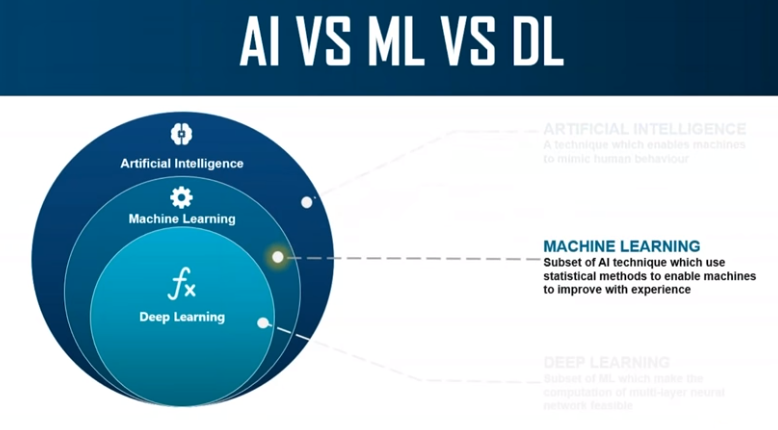 AI VS ML VS DL
Artificial Intelligence
Machine Learning
fx
Deep Learning
ARTIFICIAL INTELLIGENCE
A technique which enables machines
to mimic human behaviour
MACHINE LEARNING
Subset of AI technique which use
statistical methods to enable machines
to improve with experience
DEEP LEARNING
Subset of ML which make the
computation of multi-layer neural
network feasible